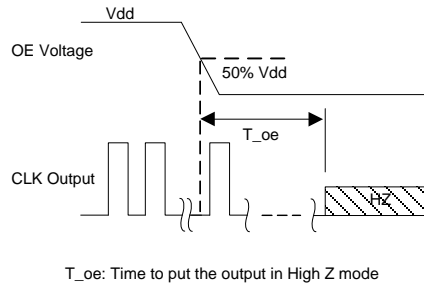 Vdd
OE Voltage
50% Vdd
T_oe
CLK Output
HZ
T_oe: Time to put the output in High Z mode